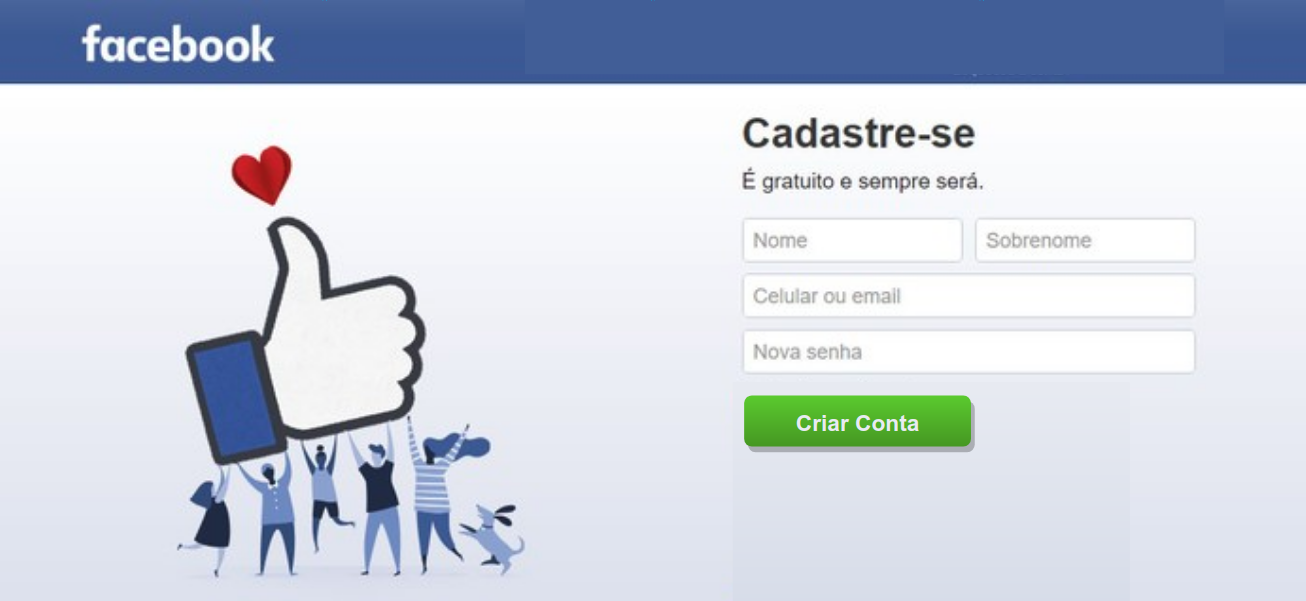 facebook
Cadastre-se
É gratuito e sempre será.
Nome Sobrenome
Celular ou email
Nova senha
Criar Conta